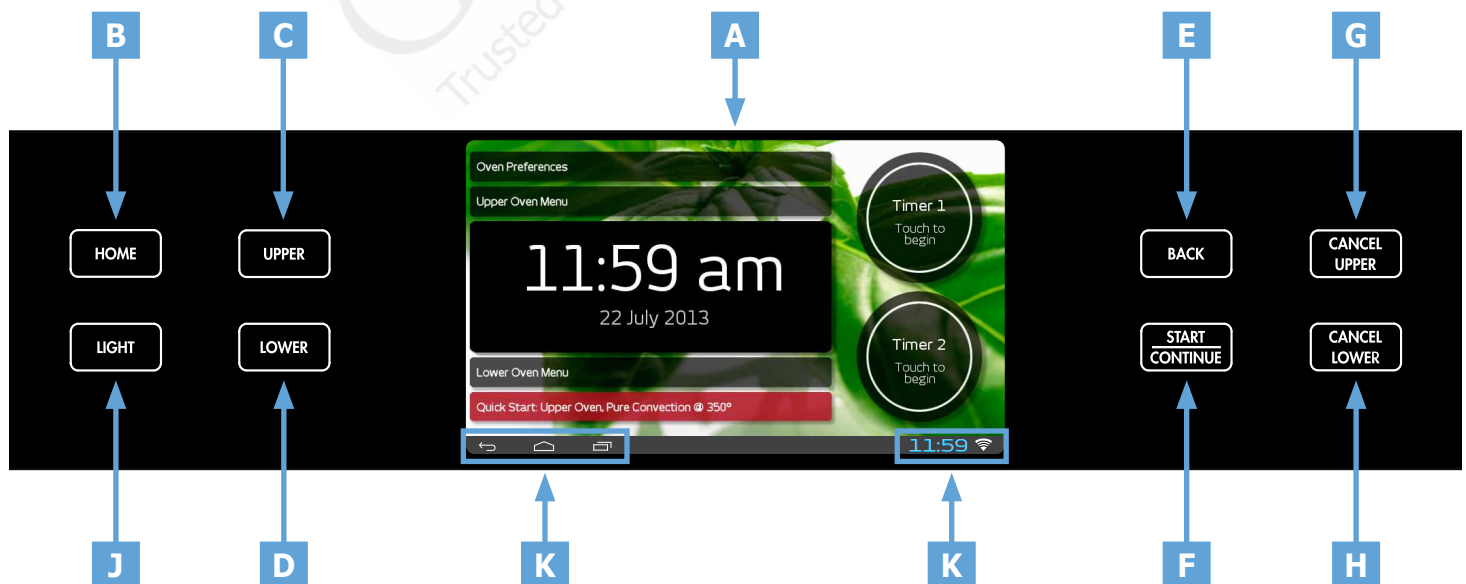 B
C
A
E
G
Trusted
Oven Preferences
Upper Oven Menu
Timer 1
Touch to
begin
HOME
UPPER
11:59 am
22 July 2013
BACK
CANCEL
UPPER
LIGHT
LOWER
Timer 2
Touch to
begin
START
CONTINUE
CANCEL
LOWER
Lower Oven Menu
Quick Start: Upper Oven, Pure Convection @ 350°
11:59
J
D
K
K
F
H